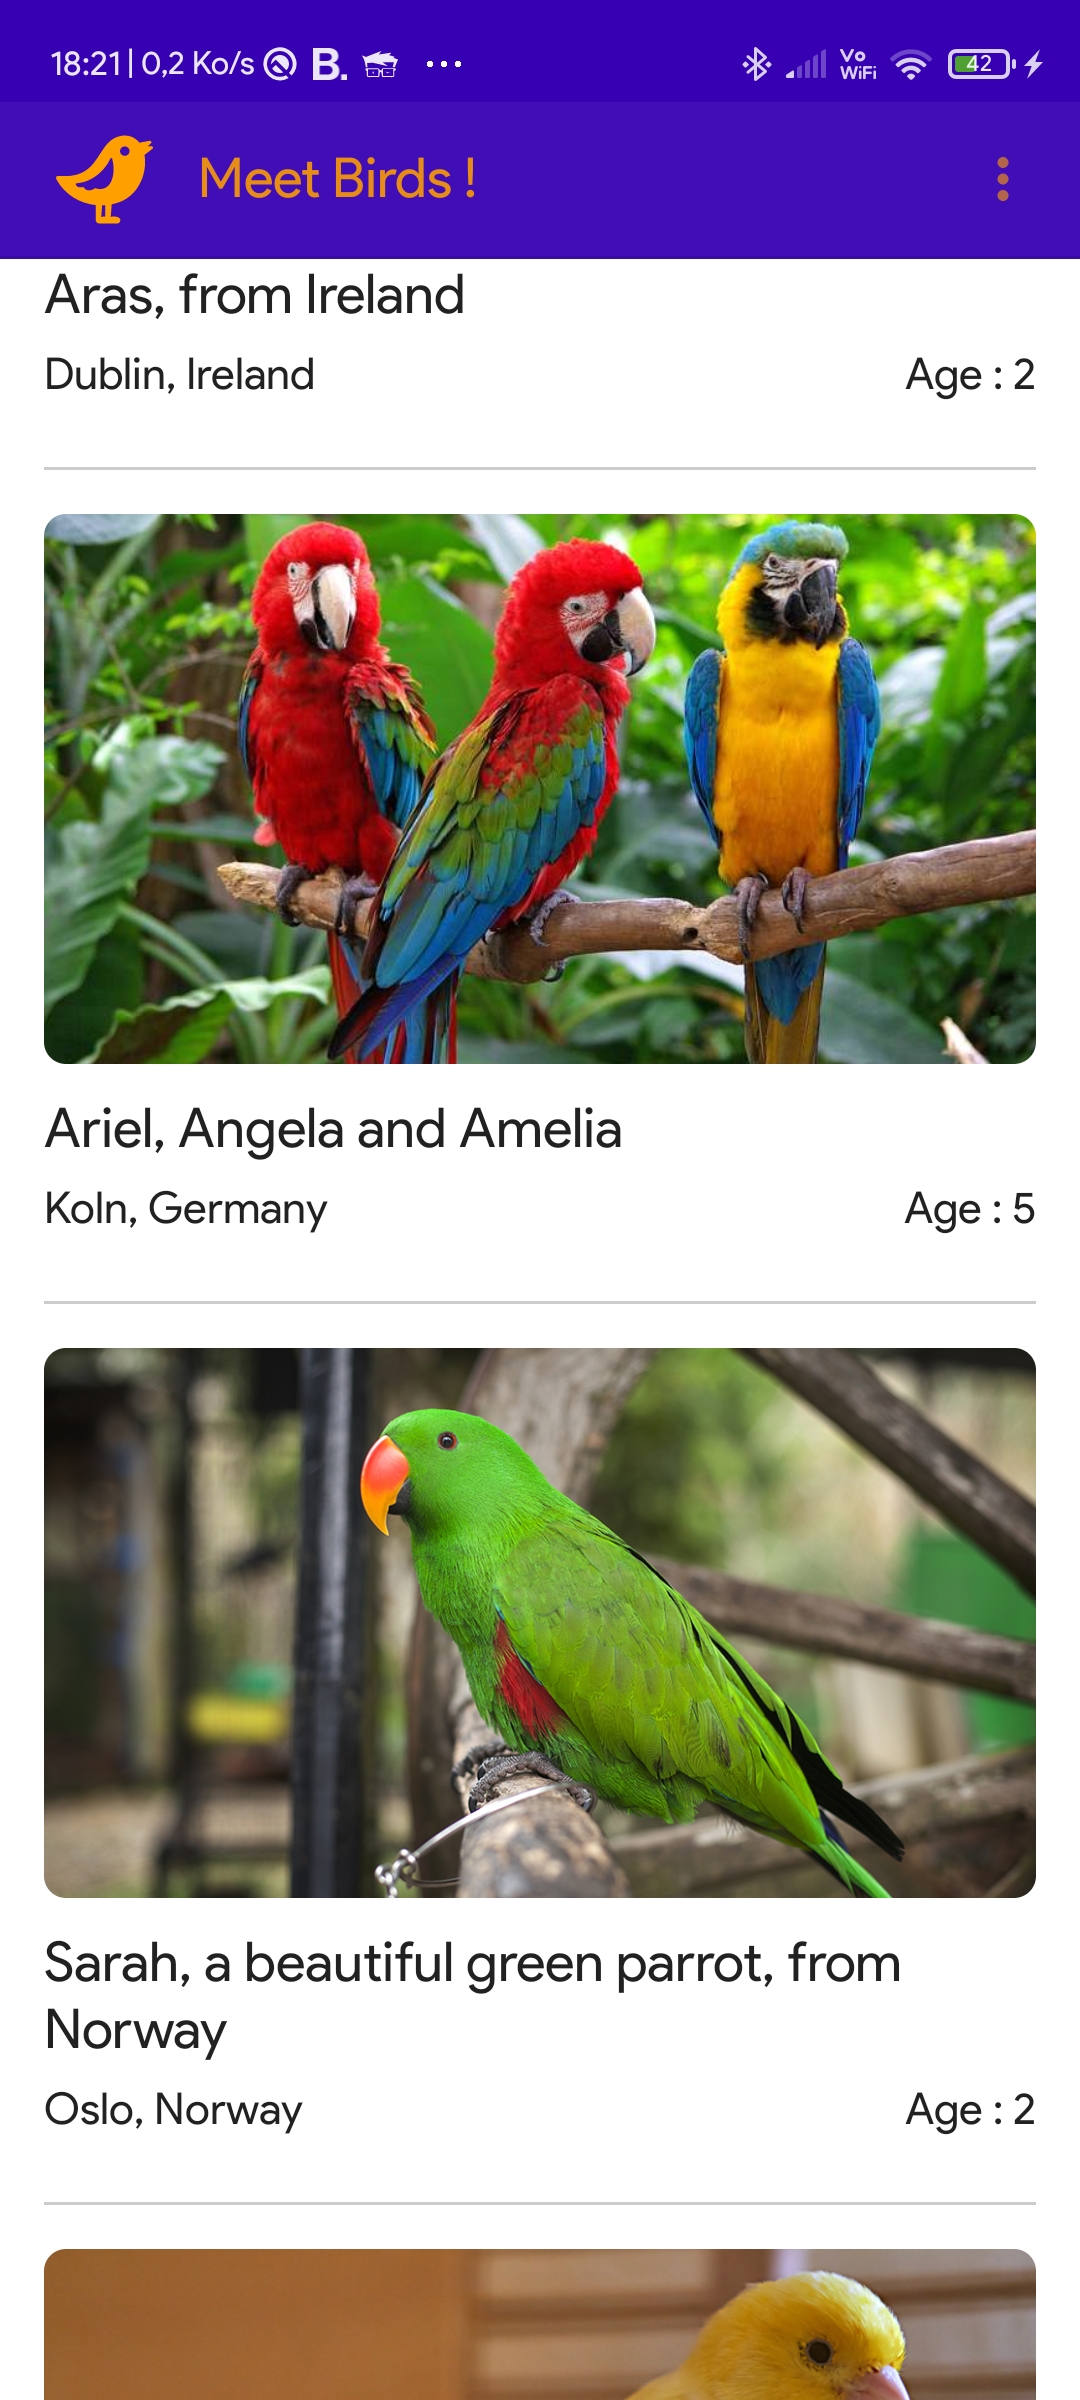 18:21 | 0,2 Ko/s B. ...
Vo WiFi 42
Meet Birds !
Aras, from Ireland
Dublin, Ireland Age : 2
Ariel, Angela and Amelia
Koln, Germany Age : 5
Sarah, a beautiful green parrot, from
Norway
Oslo, Norway Age : 2